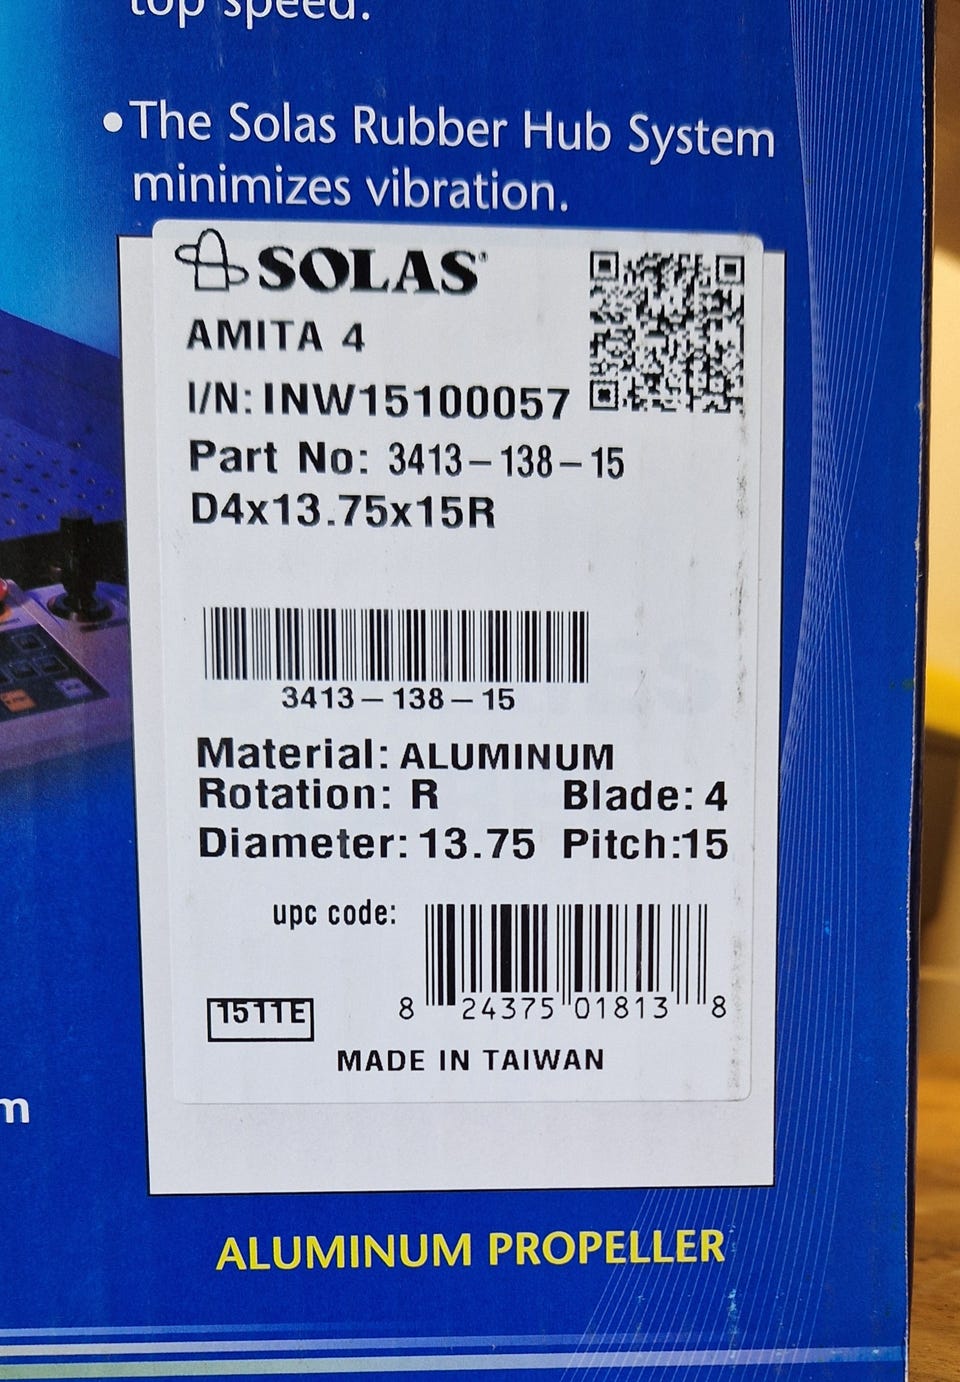 top speed.
•The Solas Rubber Hub System
minimizes vibration.
SOLAS®
AMITA 4
I/N: INW15100057
Part No: 3413-138-15
D4x13.75x15R
3413-138-15
Material: ALUMINUM
Rotation: R Blade: 4
Diameter: 13.75 Pitch:15
upc code:
8 24375 01813 8
1511E
MADE IN TAIWAN
m
ALUMINUM PROPELLER